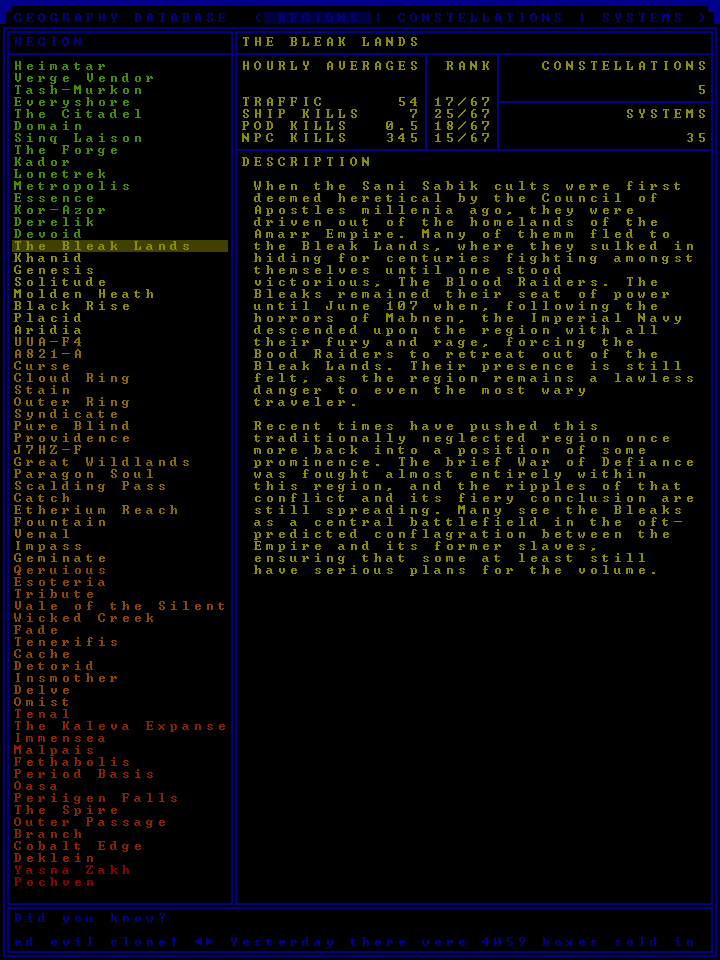 GEOGRAPHY DATABASE ( REGIONS ) CONSTELLATIONS ) SYSTEMS >
REGION
Heimatar
Verge Vendor
Tash-Murkon
Everyshore
The Citadel
Domain
Sinq Laison
The Forge
Kador
Lonetrek
Metropolis
Essence
Kor-Azor
Derelik
Devoid
The Bleak Lands
Khanid
Genesis
Solitude
Molden Heath
Black Rise
Placid
Aridia
UUA-F4
A821-A
Curse
Cloud Ring
Stain
Outer Ring
Syndicate
Pure Blind
Providence
J7HZ-F
Great Wildlands
Paragon Soul
Scalding Pass
Catch
Etherium Reach
Fountain
Venal
Impass
Geminate
Qeruious
Esoteria
Tribute
Vale of the Silent
Wicked Creek
Fade
Tenerifis
Cache
Detorid
Insmother
Delve
Omist
Tenal
The Kaleva Expanse
Immensea
Malpais
Fethabolis
Period Basis
Oasa
Periigen Falls
The Spire
Outer Passage
Branch
Cobalt Edge
Deklein
Yasna Zakh
Pochven
THE BLEAK LANDS
HOURLY AVERAGES RANK
TRAFFIC 54 17/67
SHIP KILLS 7 25/67
POD KILLS 0.5 18/67
NPC KILLS 345 15/67
CONSTELLATIONS
5
SYSTEMS
35
DESCRIPTION
When the Sani Sabik cults were first
deemed heretical by the Council of
Apostles millenia ago, they were
driven out of the homelands of the
Amarr Empire. Many of themm fled to
the Bleak Lands, where they sulked in
hiding for centuries fighting amongst
themselves until one stood
victorious, The Blood Raiders. The
Bleaks remained their seat of power
until June 107 when, following the
horrors of Mabnen, the Imperial Navy
descended upon the region with all
their fury and rage, forcing the
Bood Raiders to retreat out of the
Bleak Lands. Their presence is still
felt, as the region remains a lawless
danger to even the most wary
traveler.
Recent times have pushed this
traditionally neglected region once
more back into a position of some
prominence. The brief War of Defiance
was fought almost entirely within
this region, and the ripples of that
conflict and its fiery conclusion are
still spreading. Many see the Bleaks
as a central battlefield in the oft-
predicted conflagration between the
Empire and its former slaves,
ensuring that some at least still
have serious plans for the volume.
Did you know?
nd evil clone! ◄► Yesterday there were 4059 boxes sold in